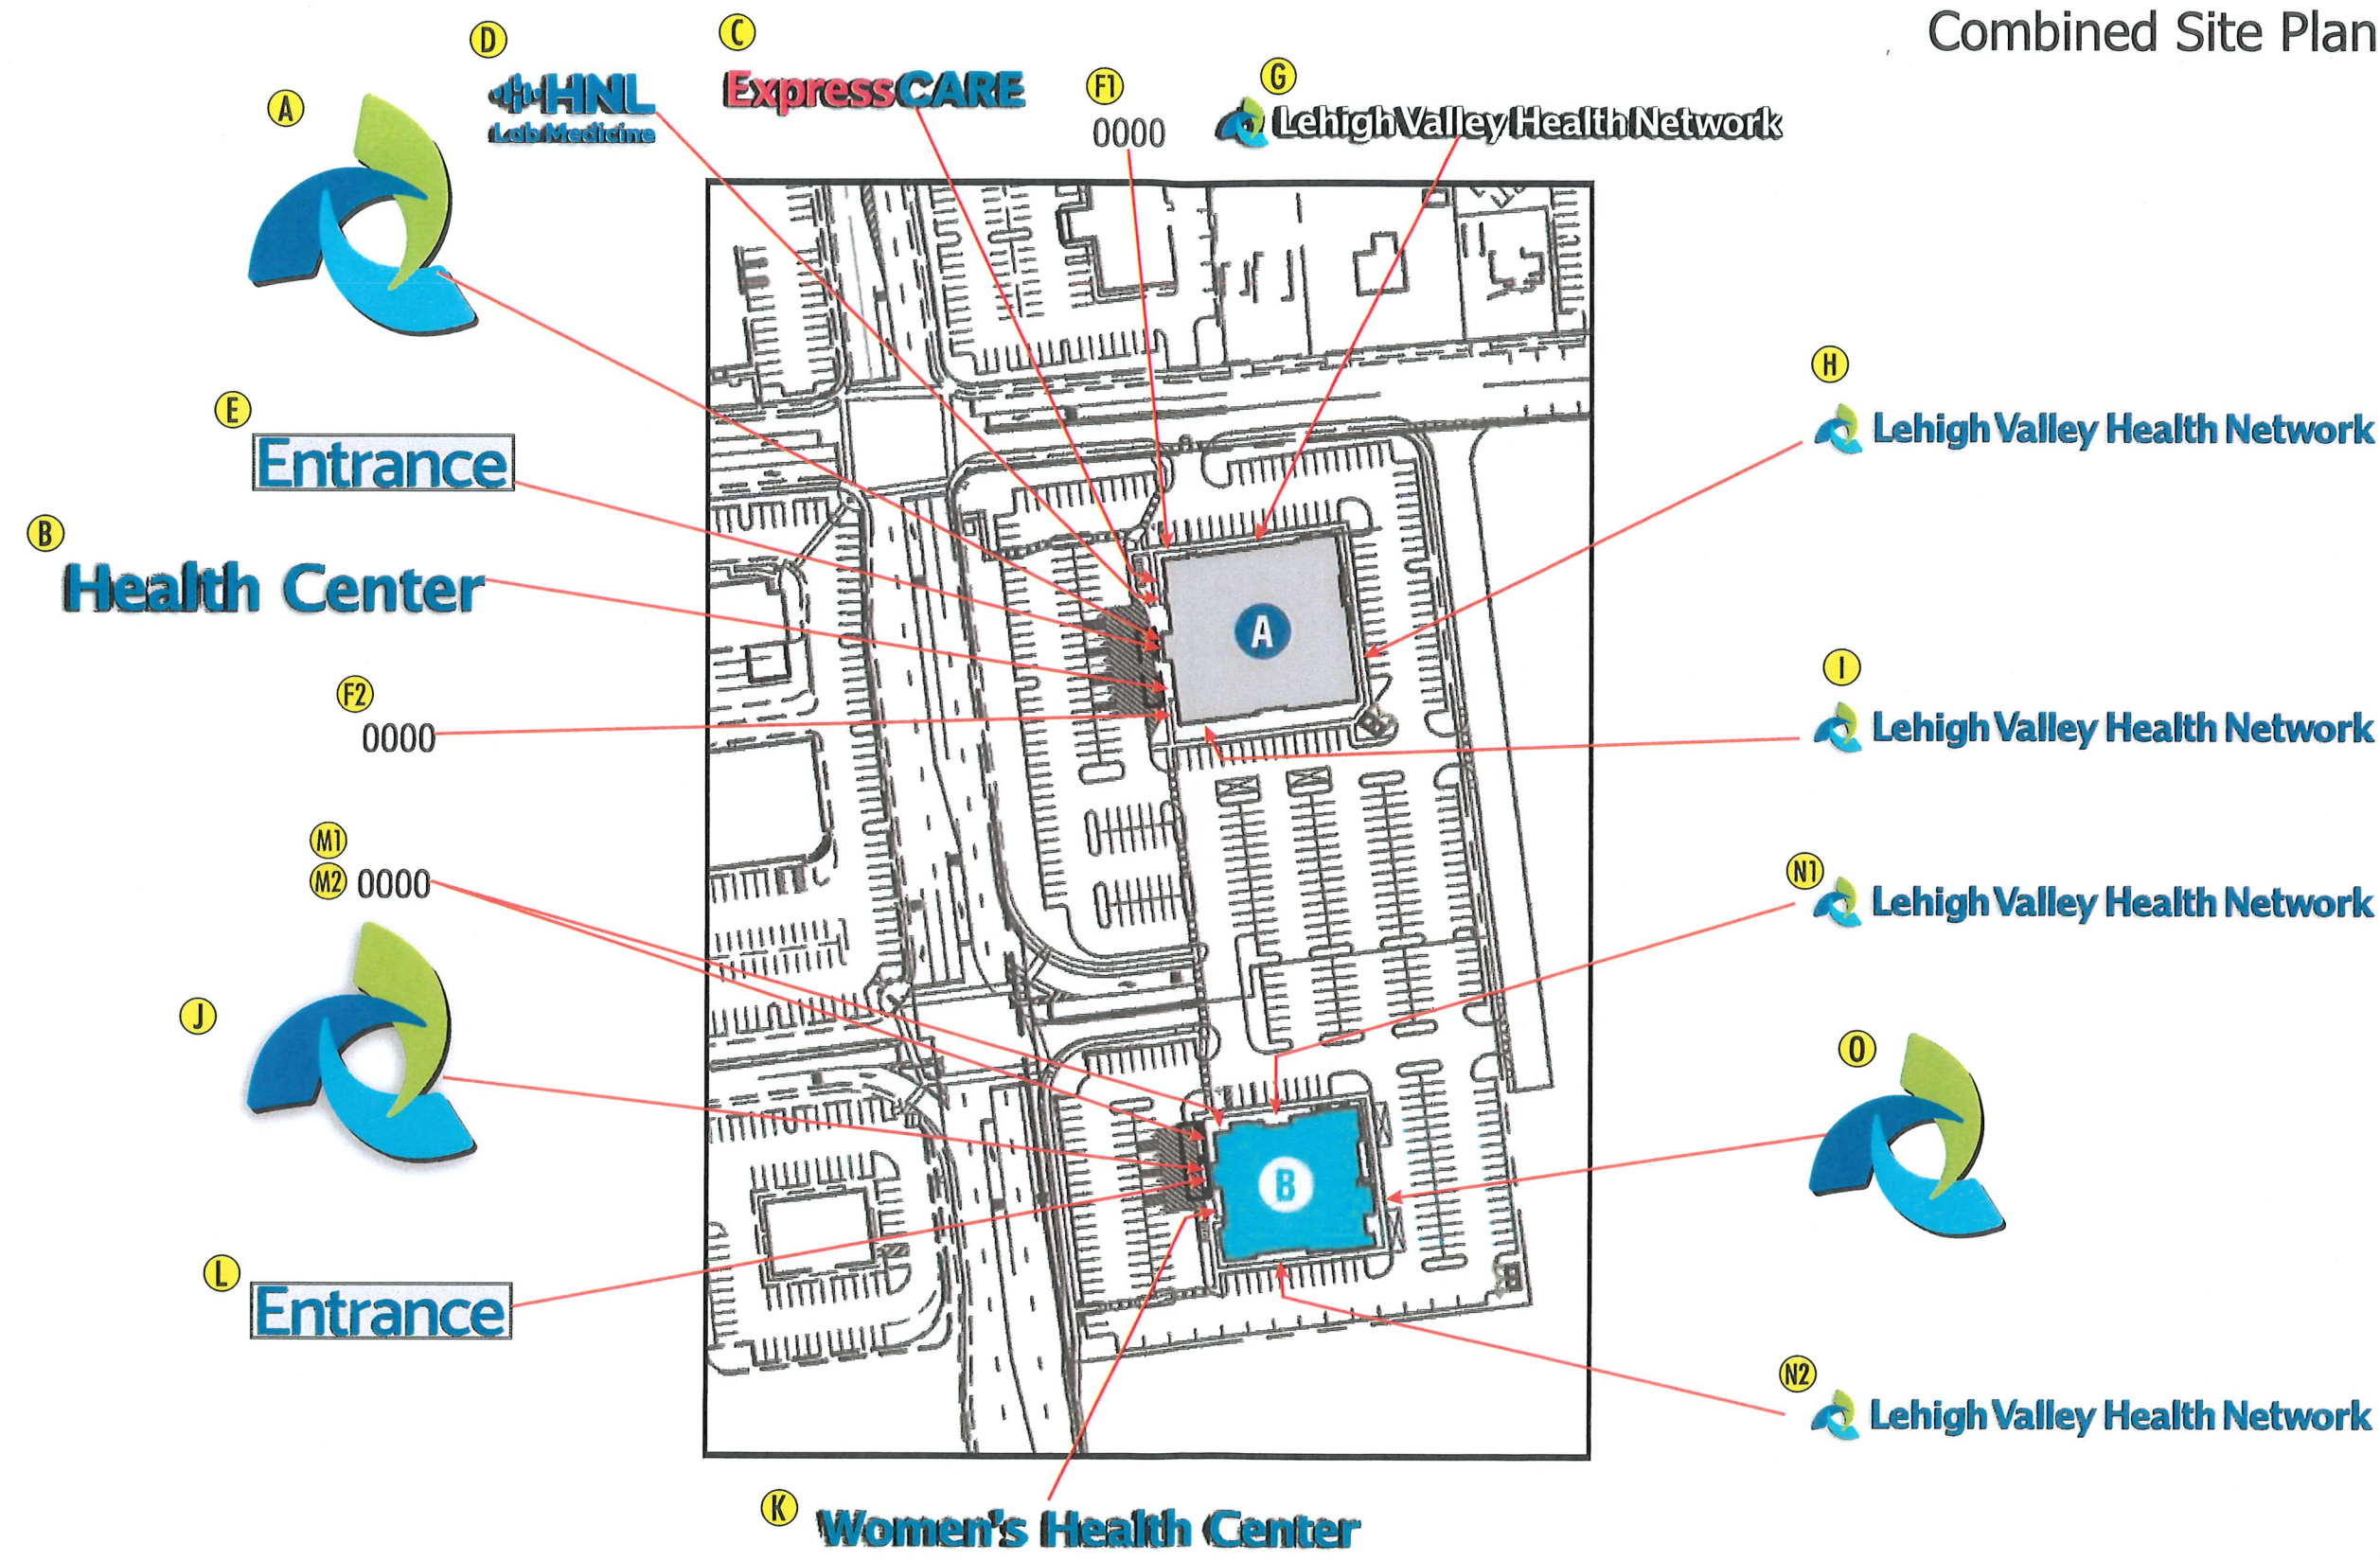 Combined Site Plan
D
C
A
HNL
Lab Medicine
ExpressCARE
F1
0000
G
Lehigh Valley Health Network
E
Entrance
H
Lehigh Valley Health Network
B
Health Center
A
F2
0000
I
Lehigh Valley Health Network
M1
M2 0000
N1
Lehigh Valley Health Network
J
O
B
L
Entrance
N2
Lehigh Valley Health Network
K
Women's Health Center